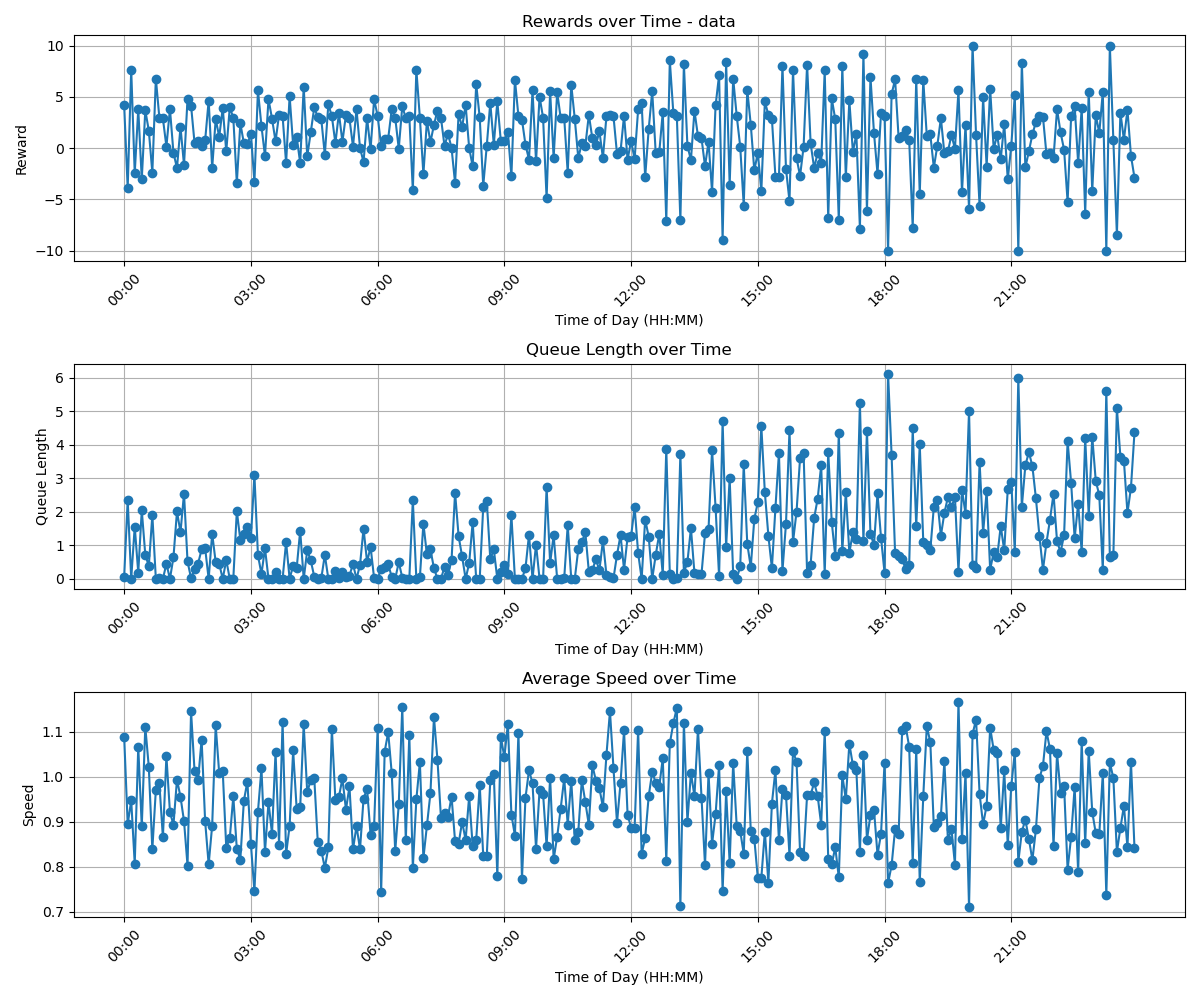 Rewards over Time - data
Reward
10
5
0
−5
−10
00:00 03:00 06:00 09:00 12:00 15:00 18:00 21:00
Time of Day (HH:MM)
Queue Length over Time
Queue Length
6
5
4
3
2
1
0
00:00 03:00 06:00 09:00 12:00 15:00 18:00 21:00
Time of Day (HH:MM)
Average Speed over Time
Speed
1.1
1.0
0.9
0.8
0.7
00:00 03:00 06:00 09:00 12:00 15:00 18:00 21:00
Time of Day (HH:MM)